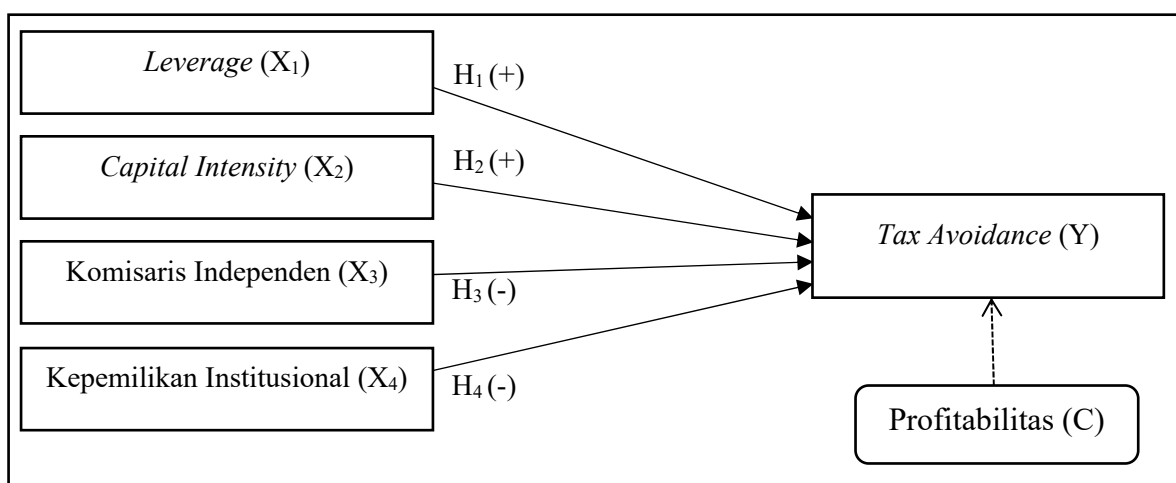 Leverage (X₁)
H₁ (+)
Capital Intensity (X₂)
H₂ (+)
Tax Avoidance (Y)
Komisaris Independen (X₃)
H₃ (-)
Kepemilikan Institusional (X₄)
H₄ (-)
Profitabilitas (C)